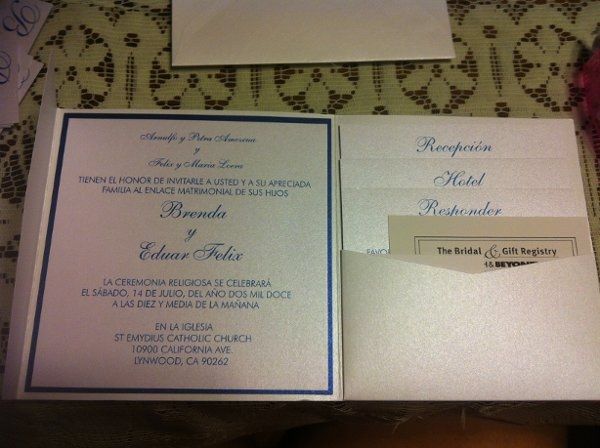 Arnulfo y Petra Amezcua
y
Felix y Maria Loera
TIENEN EL HONOR DE INVITARLE A USTED Y A SU APRECIADA
FAMILIA AL ENLACE MATRIMONIAL DE SUS HIJOS
Brenda
y
Eduar Felix
LA CEREMONIA RELIGIOSA SE CELEBRARÁ
EL SÁBADO, 14 DE JULIO, DEL AÑO DOS MIL DOCE
A LAS DIEZ Y MEDIA DE LA MAÑANA
EN LA IGLESIA
ST EMYDIUS CATHOLIC CHURCH
10900 CALIFORNIA AVE.
LYNWOOD, CA 90262
Recepción
Hotel
Responder
The Bridal & Gift Registry
& BEYOND